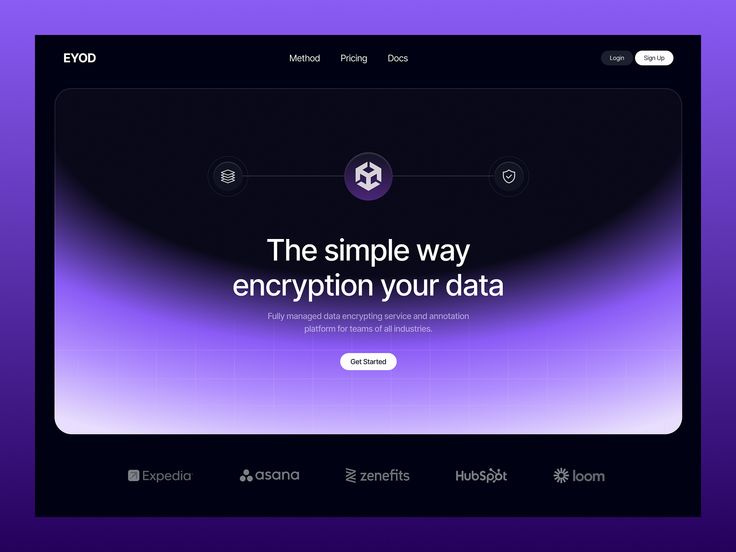 EYOD
Method Pricing Docs
Login Sign Up
The simple way
encryption your data
Fully managed data encrypting service and annotation
platform for teams of all industries.
Get Started
Expedia asana zenefits HubSpot loom